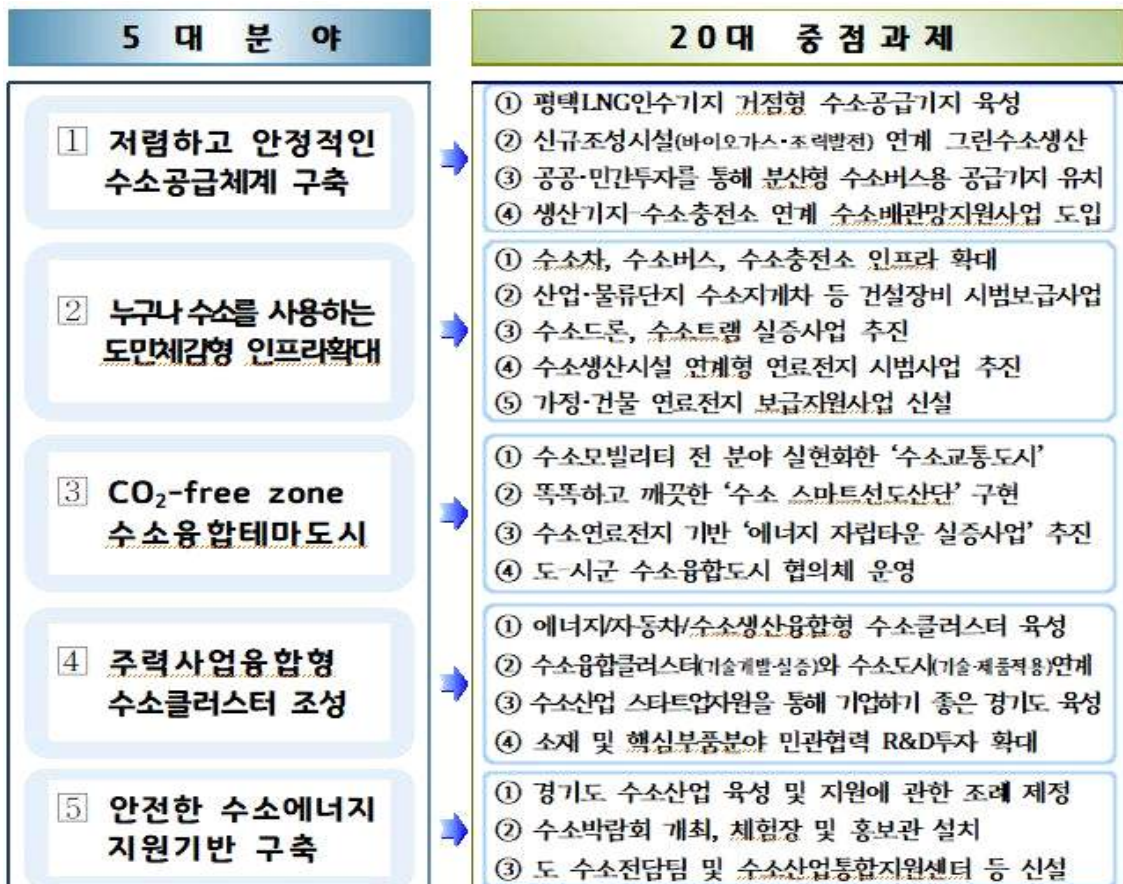 5 대 분 야
20대 중점과제
1 저렴하고 안정적인
수소공급체계 구축
① 평택LNG인수기지 거점형 수소공급기지 육성
② 신규조성시설(바이오가스·조력발전) 연계 그린수소생산
③ 공공·민간투자를 통해 분산형 수소버스용 공급기지 유치
④ 생산기지-수소충전소 연계 수소배관망지원사업 도입
2 누구나 수소를 사용하는
도민체감형 인프라확대
① 수소차, 수소버스, 수소충전소 인프라 확대
② 산업·물류단지 수소지게차 등 건설장비 시범보급사업
③ 수소드론, 수소트램 실증사업 추진
④ 수소생산시설 연계형 연료전지 시범사업 추진
⑤ 가정·건물 연료전지 보급지원사업 신설
3 CO₂-free zone
수소융합테마도시
① 수소모빌리티 전 분야 실현화한 '수소교통도시'
② 똑똑하고 깨끗한 '수소 스마트선도산단' 구현
③ 수소연료전지 기반 '에너지 자립타운 실증사업' 추진
④ 도-시군 수소융합도시 협의체 운영
4 주력사업융합형
수소클러스터 조성
① 에너지/자동차/수소생산융합형 수소클러스터 육성
② 수소융합클러스터(기술개발·실증)와 수소도시(기술·제품적용)연계
③ 수소산업 스타트업지원을 통해 기업하기 좋은 경기도 육성
④ 소재 및 핵심부품분야 민관협력 R&D투자 확대
5 안전한 수소에너지
지원기반 구축
① 경기도 수소산업 육성 및 지원에 관한 조례 제정
② 수소박람회 개최, 체험장 및 홍보관 설치
③ 도 수소전담팀 및 수소산업통합지원센터 등 신설